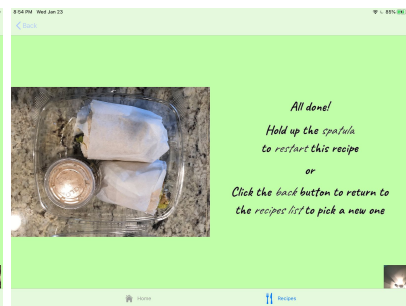 8:54 PM Wed Jan 23
85%
Back
All done!
Hold up the spatula
to restart this recipe
or
Click the back button to return to
the recipes list to pick a new one
Home
Recipes